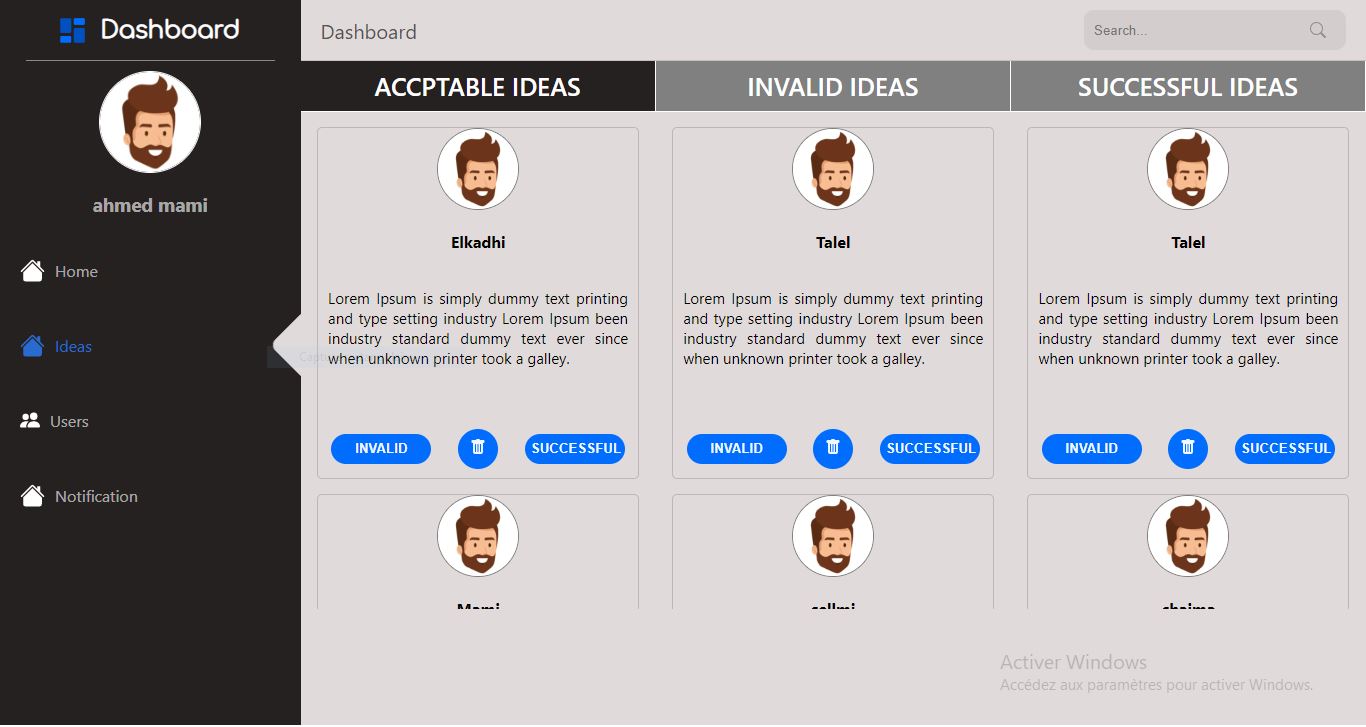 Dashboard
ahmed mami
Home
Ideas
Users
Notification
Dashboard
Search...
ACCPTABLE IDEAS
INVALID IDEAS
SUCCESSFUL IDEAS
Elkadhi
Lorem Ipsum is simply dummy text printing
and type setting industry Lorem Ipsum been
industry standard dummy text ever since
when unknown printer took a galley.
INVALID
SUCCESSFUL
Talel
Lorem Ipsum is simply dummy text printing
and type setting industry Lorem Ipsum been
industry standard dummy text ever since
when unknown printer took a galley.
INVALID
SUCCESSFUL
Talel
Lorem Ipsum is simply dummy text printing
and type setting industry Lorem Ipsum been
industry standard dummy text ever since
when unknown printer took a galley.
INVALID
SUCCESSFUL
Mami
sellmi
chaima
Activer Windows
Accédez aux paramètres pour activer Windows.